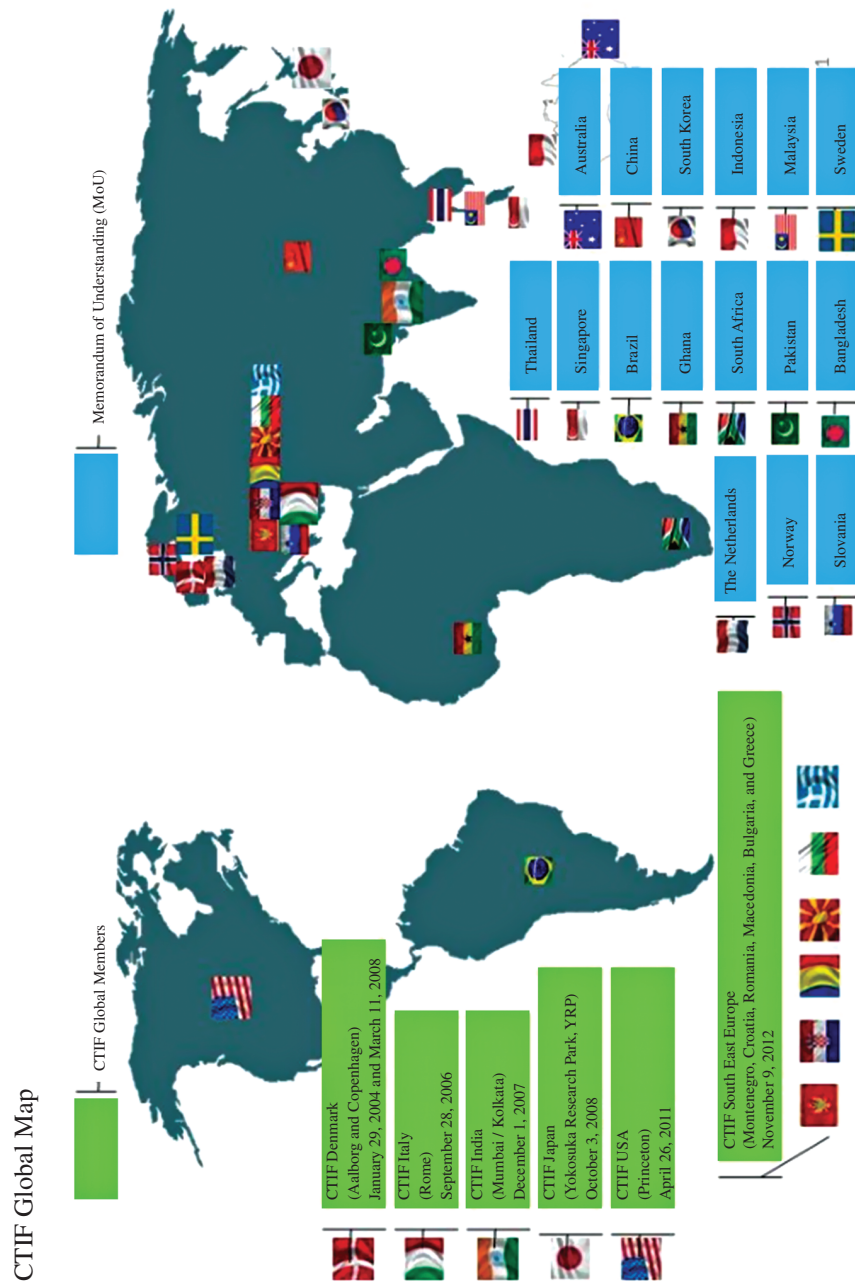 CTIF Global Map
CTIF Global Members
Memorandum of Understanding (MoU)
CTIF Denmark
(Aalborg and Copenhagen)
January 29, 2004 and March 11, 2008
CTIF Italy
(Rome)
September 28, 2006
CTIF India
(Mumbai / Kolkata)
December 1, 2007
CTIF Japan
(Yokosuka Research Park, YRP)
October 3, 2008
CTIF USA
(Princeton)
April 26, 2011
CTIF South East Europe
(Montenegro, Croatia, Romania, Macedonia, Bulgaria, and Greece)
November 9, 2012
The Netherlands
Norway
Slovania
Thailand
Singapore
Brazil
Ghana
South Africa
Pakistan
Bangladesh
Australia
China
South Korea
Indonesia
Malaysia
Sweden
1